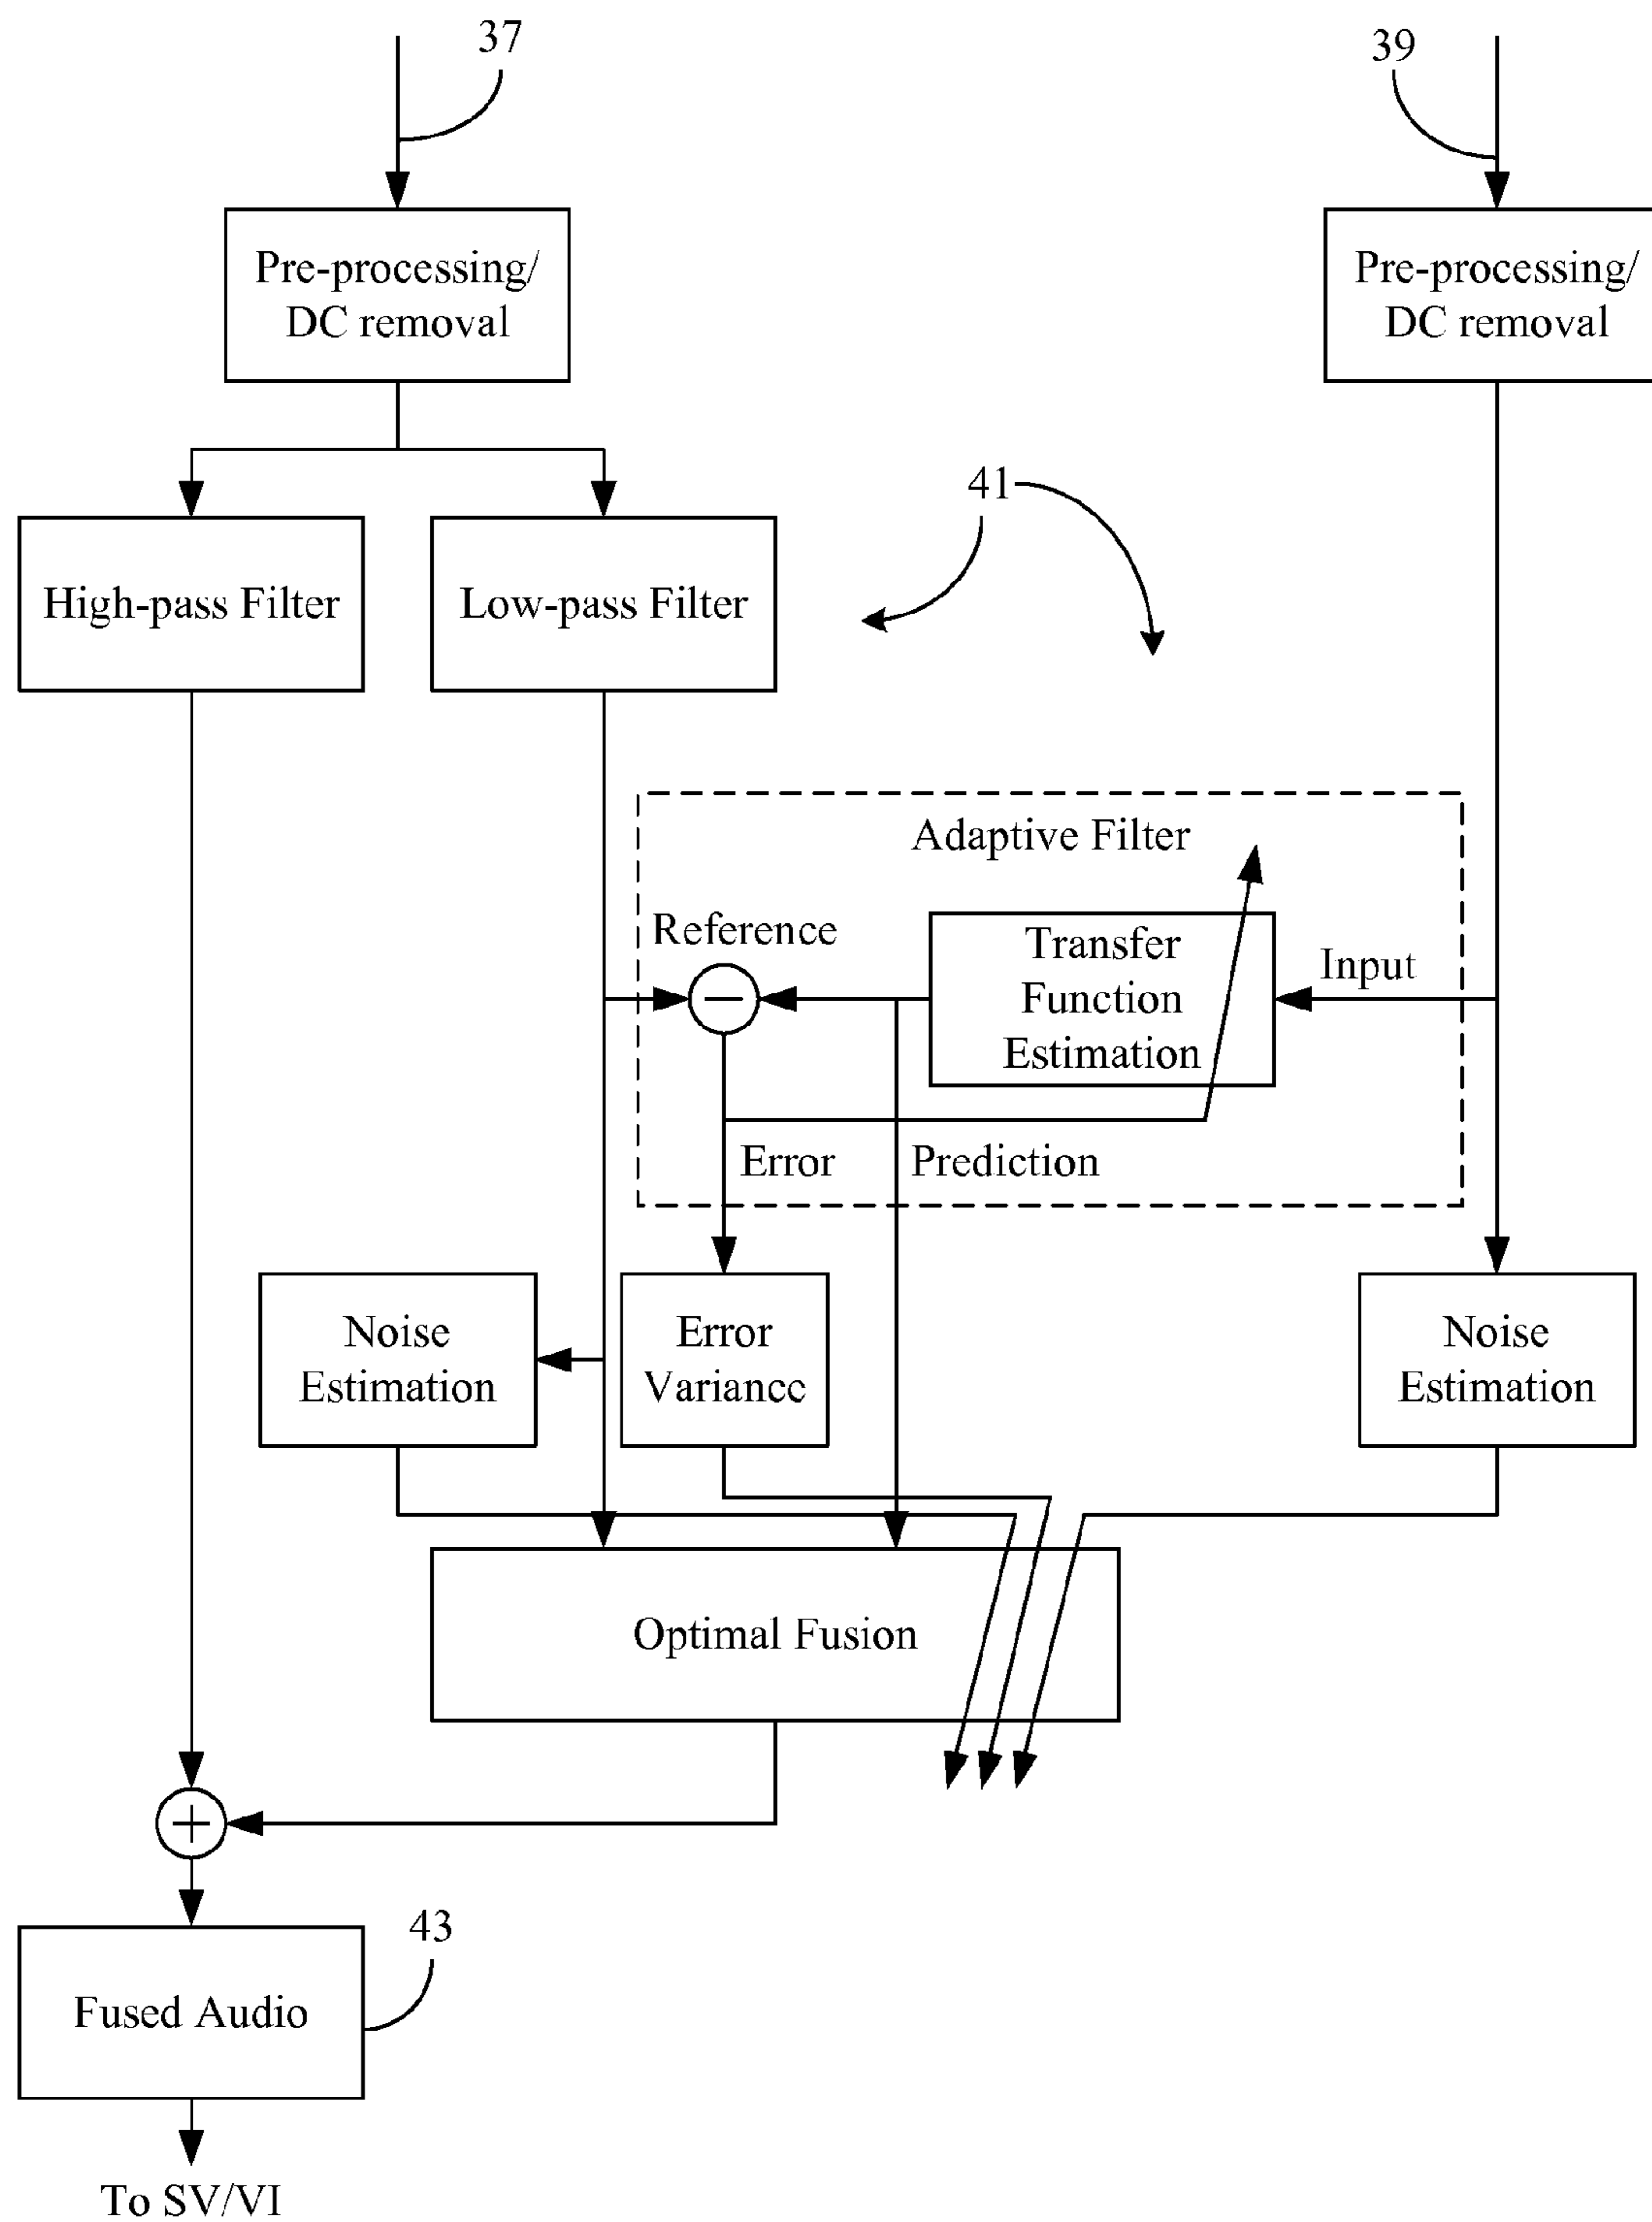 37
39
Pre-processing/
DC removal
Pre-processing/
DC removal
41
High-pass Filter
Low-pass Filter
Adaptive Filter
Reference
Transfer
Function
Estimation
Input
Error
Prediction
Noise
Estimation
Error
Variance
Noise
Estimation
Optimal Fusion
43
Fused Audio
To SV/VI